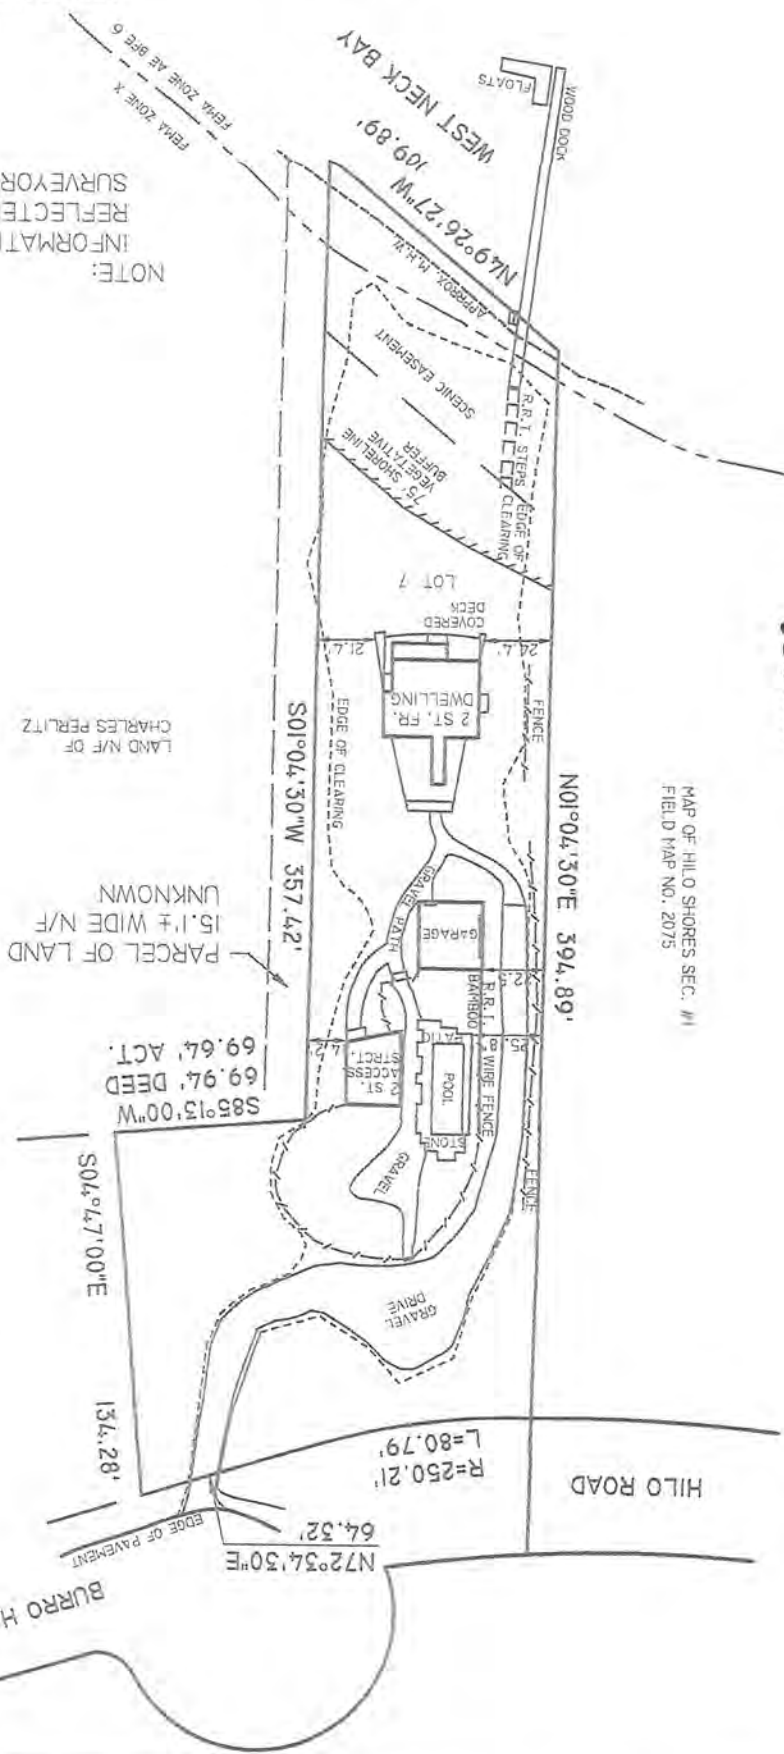 FEMA ZONE AE BFE 6
FEMA ZONE X
WEST NECK BAY
FLOATS
WOOD DOCK
N49°26'27"W
109.89'
APPROX. M.H.W.
NOTE:
INFORMATI
REFLECTE
SURVEYOR
SCENIC EASEMENT
75' SHORELINE
VEGETATIVE
BUFFER
R.R.T. STEPS
EDGE OF
CLEARING
LOT 7
COVERED
DECK
21.4'
24.4'
2 ST. FR.
DWELLING
FENCE
EDGE OF CLEARING
LAND N/F OF
CHARLES PERLITZ
S01°04'30"W 357.42'
N01°04'30"E 394.89'
MAP OF HILO SHORES SEC. #1
FIELD MAP NO. 2075
PARCEL OF LAND
15.1'± WIDE N/F
UNKNOWN
GRAVEL PATH
GARAGE
R.R.T.
BAMBOO
WIRE FENCE
2 ST.
ACCESS.
STRCT.
STONE
PATIO
POOL
GRAVEL
FENCE
S85°13'00"W
69.94' DEED
69.64' ACT.
S04°47'00"E
134.28'
GRAVEL
DRIVE
R=250.21'
L=80.79'
HILO ROAD
N72°34'30"E
64.32'
EDGE OF PAVEMENT
BURRO H